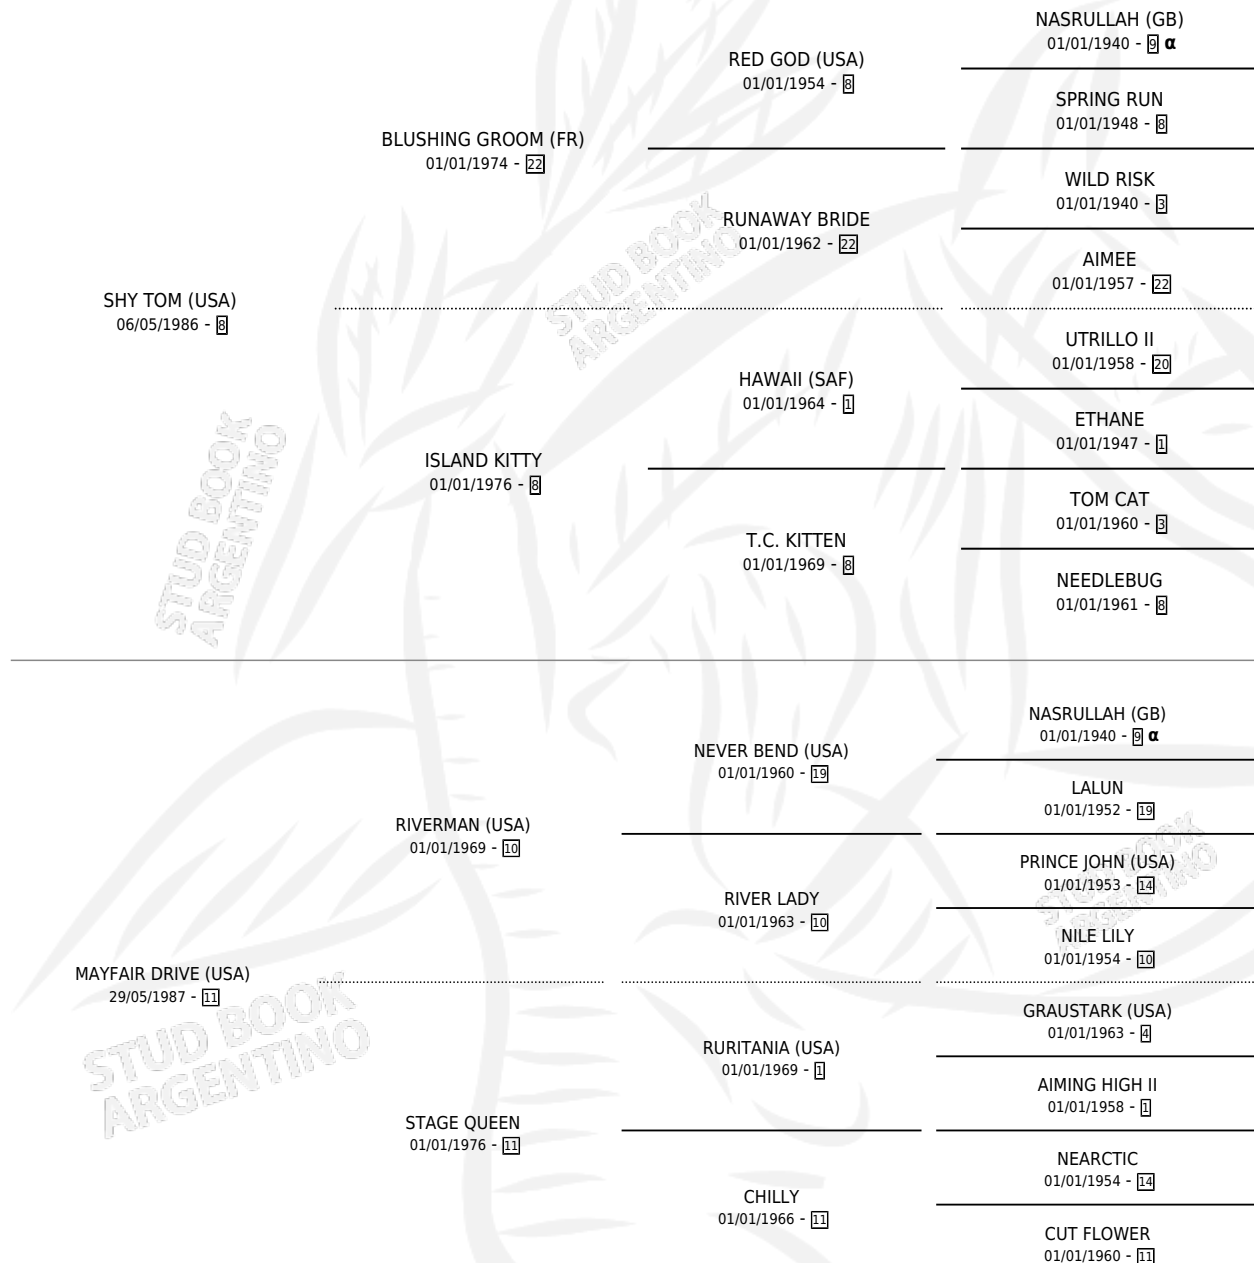 NASRULLAH (GB)
01/01/1940 - 9 α
RED GOD (USA)
01/01/1954 - 8
SPRING RUN
01/01/1948 - 8
BLUSHING GROOM (FR)
01/01/1974 - 22
WILD RISK
01/01/1940 - 3
RUNAWAY BRIDE
01/01/1962 - 22
AIMEE
01/01/1957 - 22
SHY TOM (USA)
06/05/1986 - 8
STUD BOOK
ARGENTINO
UTRILLO II
01/01/1958 - 20
HAWAII (SAF)
01/01/1964 - 1
ETHANE
01/01/1947 - 1
ISLAND KITTY
01/01/1976 - 8
TOM CAT
01/01/1960 - 3
T.C. KITTEN
01/01/1969 - 8
NEEDLEBUG
01/01/1961 - 8
STUD BOOK
ARGENTINO
NASRULLAH (GB)
01/01/1940 - 9 α
NEVER BEND (USA)
01/01/1960 - 19
LALUN
01/01/1952 - 19
RIVERMAN (USA)
01/01/1969 - 10
PRINCE JOHN (USA)
01/01/1953 - 14
RIVER LADY
01/01/1963 - 10
NILE LILY
01/01/1954 - 10
STUD BOOK
ARGENTINO
MAYFAIR DRIVE (USA)
29/05/1987 - 11
STUD BOOK
ARGENTINO
GRAUSTARK (USA)
01/01/1963 - 4
RURITANIA (USA)
01/01/1969 - 1
AIMING HIGH II
01/01/1958 - 1
STAGE QUEEN
01/01/1976 - 11
NEARCTIC
01/01/1954 - 14
CHILLY
01/01/1966 - 11
CUT FLOWER
01/01/1960 - 11